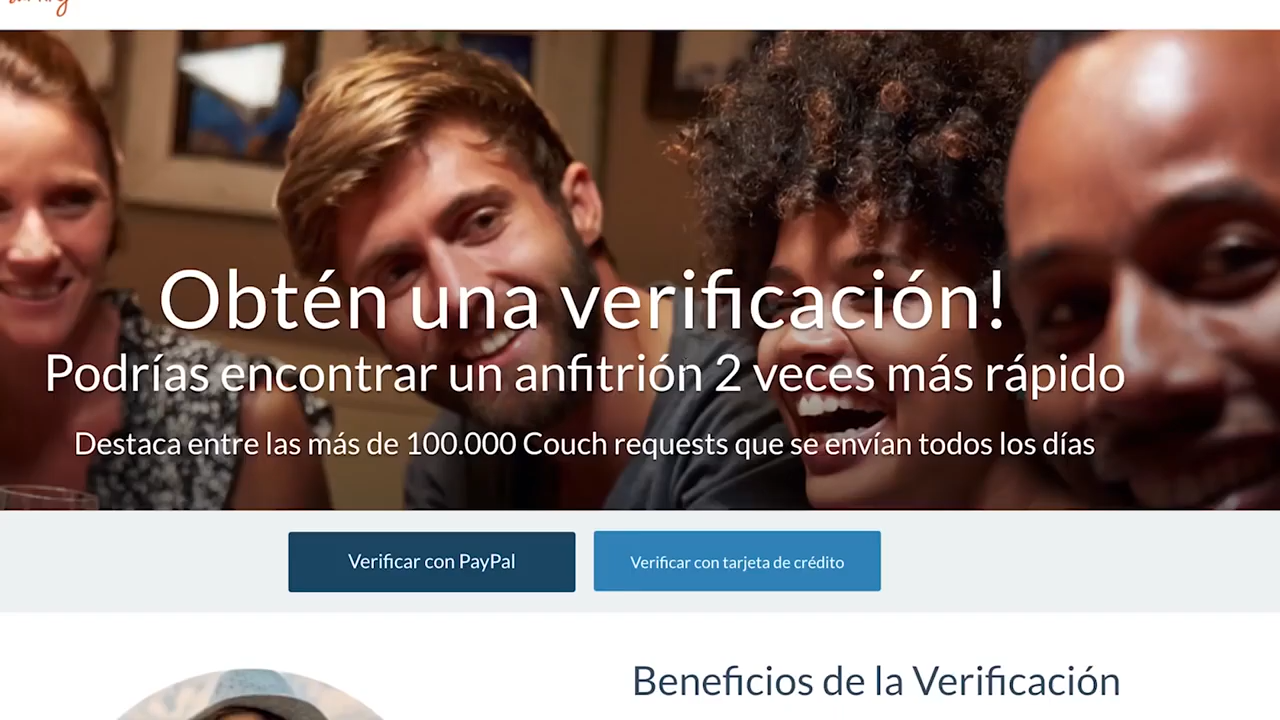 Obtén una verificación!
Podrías encontrar un anfitrión 2 veces más rápido
Destaca entre las más de 100.000 Couch requests que se envían todos los días
Verificar con PayPal
Verificar con tarjeta de crédito
Beneficios de la Verificación